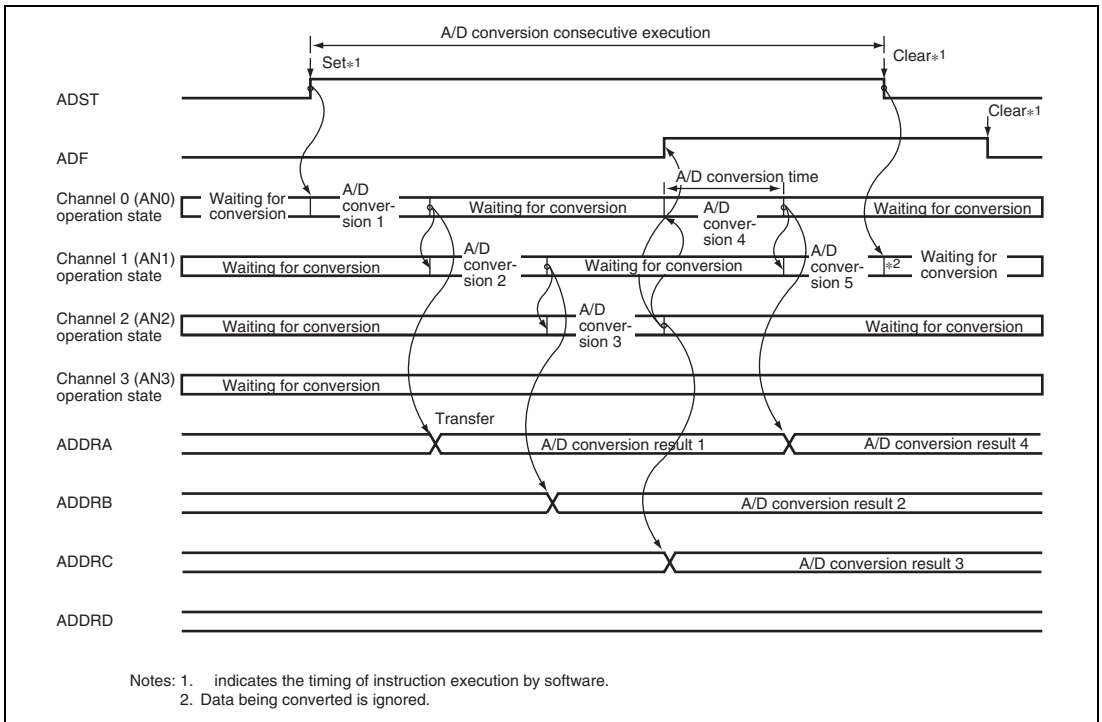 A/D conversion consecutive execution
Set*1
Clear*1
ADST
Clear*1
ADF
A/D conversion time
Channel 0 (AN0)
operation state
Waiting for
conversion
A/D
conver-
sion 1
Waiting for conversion
A/D
conver-
sion 4
Waiting for conversion
Channel 1 (AN1)
operation state
Waiting for conversion
A/D
conver-
sion 2
Waiting for conversion
A/D
conver-
sion 5
*2
Waiting for
conversion
Channel 2 (AN2)
operation state
Waiting for conversion
A/D
conver-
sion 3
Waiting for conversion
Channel 3 (AN3)
operation state
Waiting for conversion
Transfer
ADDRA
A/D conversion result 1
A/D conversion result 4
ADDRB
A/D conversion result 2
ADDRC
A/D conversion result 3
ADDRD
Notes: 1. indicates the timing of instruction execution by software.
2. Data being converted is ignored.